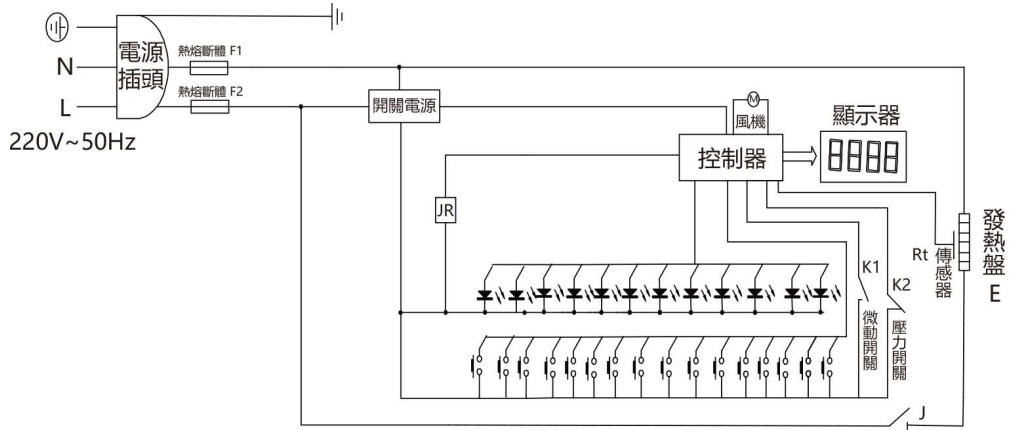 電源
插頭
N
L
220V~50Hz
熱熔斷體 F1
熱熔斷體 F2
開關電源
M
風機
控制器
顯示器
8888
JR
K1
微動開關
K2
壓力開關
Rt
傳感器
發熱盤
E
J